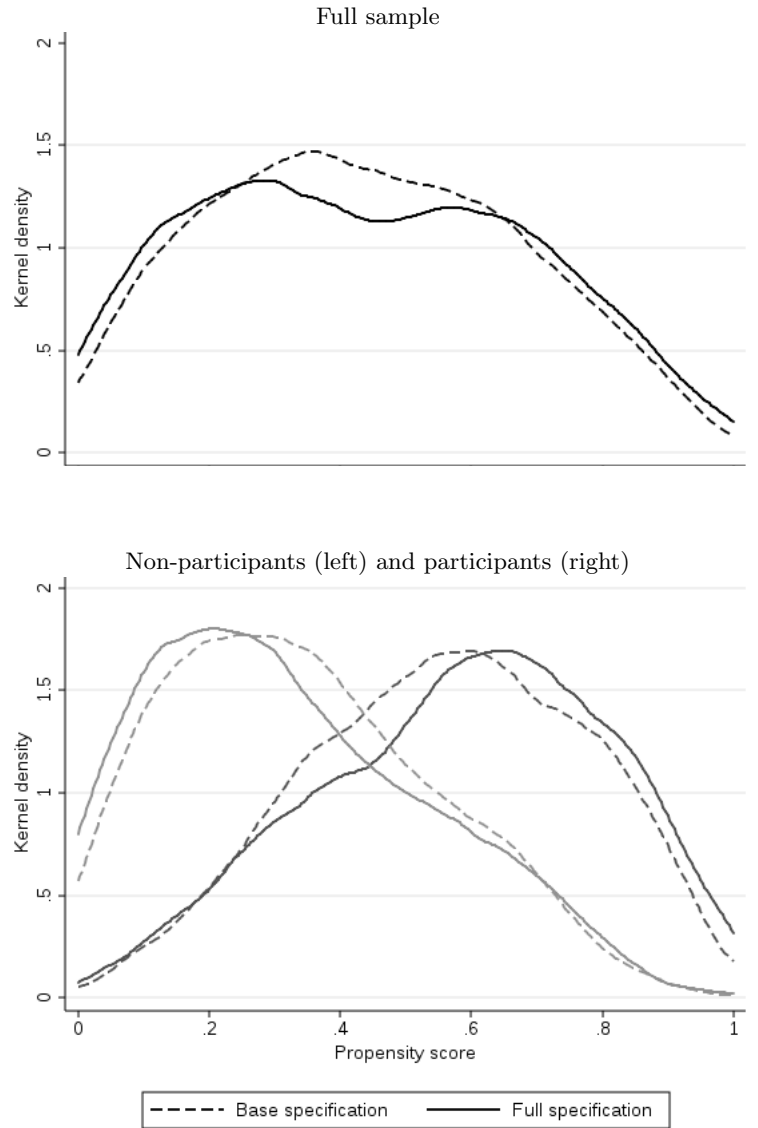 Full sample
2
1.5
1
.5
0
Kernel density
Non-participants (left) and participants (right)
2
1.5
1
.5
0
Kernel density
0 .2 .4 .6 .8 1
Propensity score
Base specification Full specification